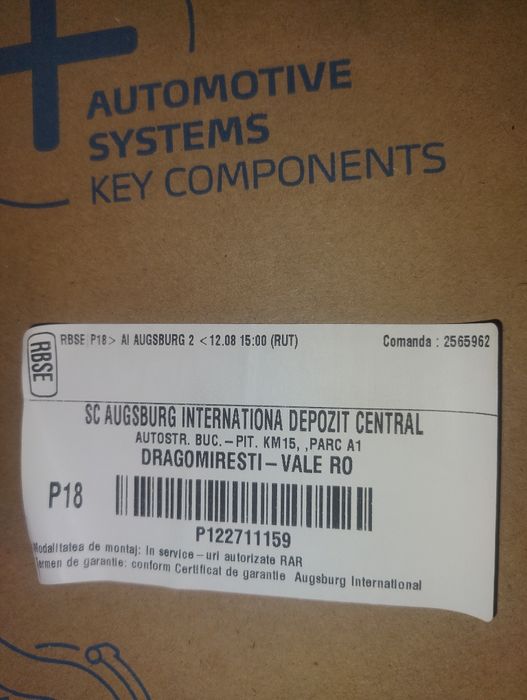 AUTOMOTIVE
SYSTEMS
KEY COMPONENTS
RBSE
RBSE P18> AI AUGSBURG 2 <12.08 15:00 (RUT) Comanda : 2565962
SC AUGSBURG INTERNATIONA DEPOZIT CENTRAL
AUTOSTR. BUC.-PIT. KM15, ,PARC A1
DRAGOMIRESTI-VALE RO
P18
P122711159
Modalitatea de montaj: In service-uri autorizate RAR
Termen de garantie: conform Certificat de garantie Augsburg International